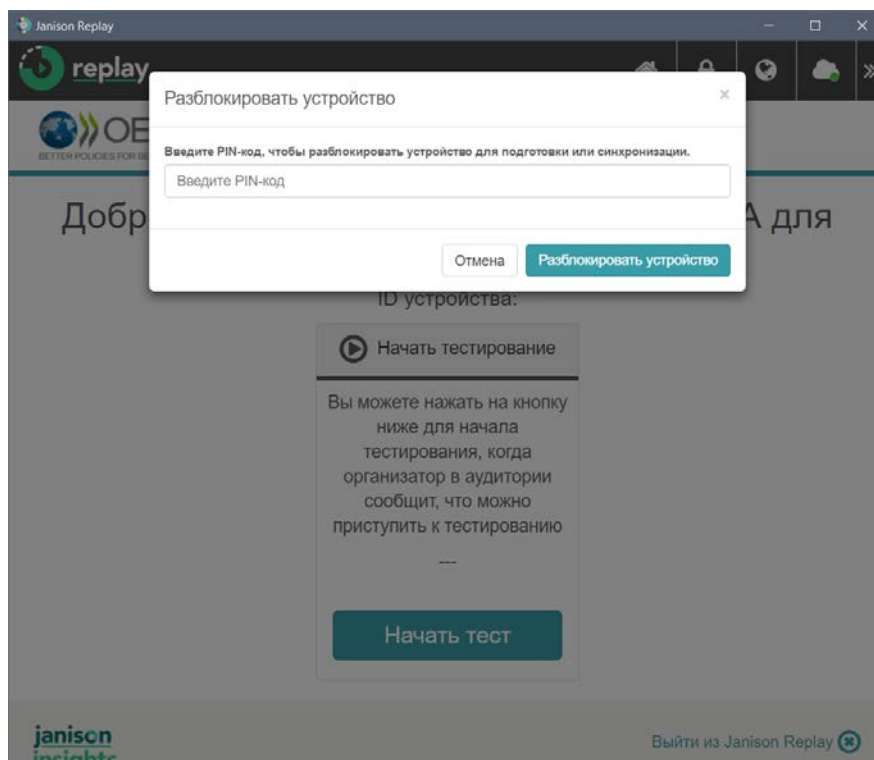 Janison Replay
replay
Разблокировать устройство
Введите PIN-код, чтобы разблокировать устройство для подготовки или синхронизации.
Введите PIN-код
Отмена
Разблокировать устройство
OE
BETTER POLICIES FOR BE
Добр
А для
ID устройства:
Начать тестирование
Вы можете нажать на кнопку
ниже для начала
тестирования, когда
организатор в аудитории
сообщит, что можно
приступить к тестированию
---
Начать тест
janison
insights
Выйти из Janison Replay